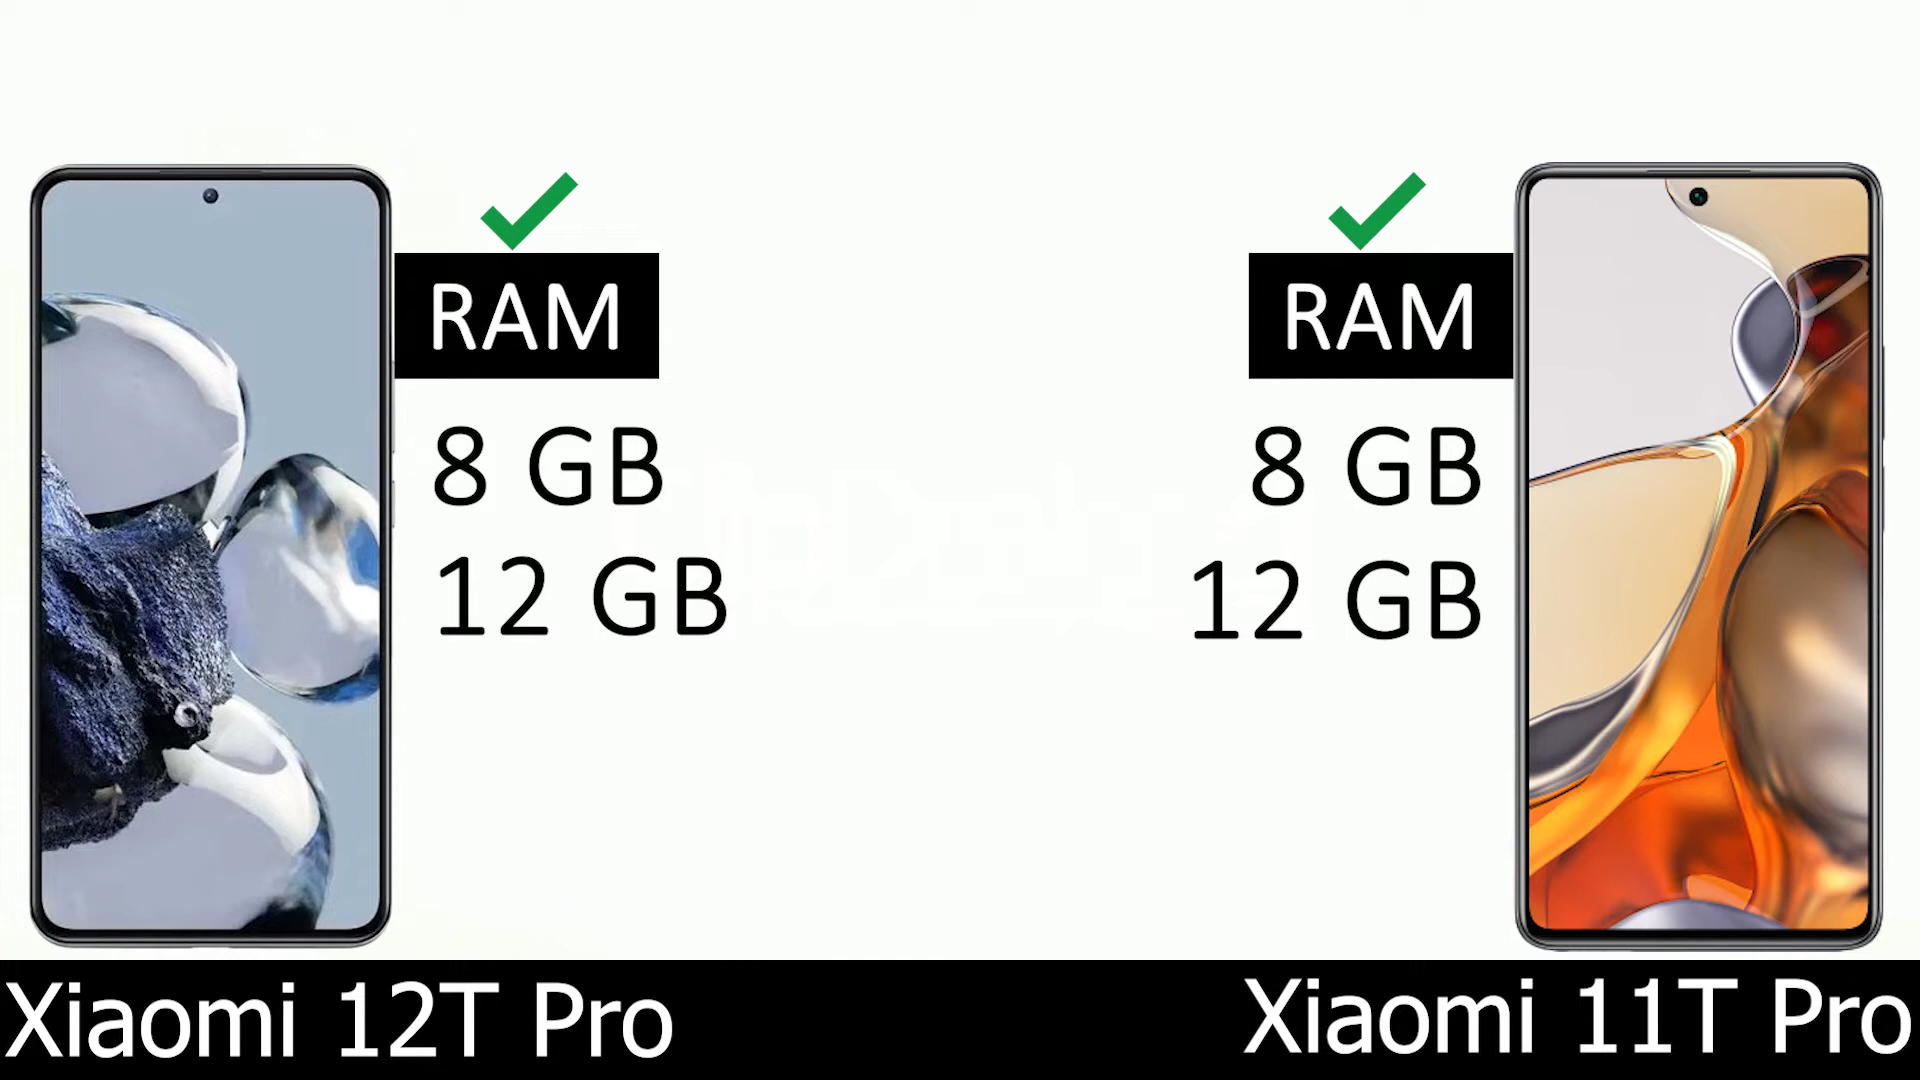 RAM
8 GB
12 GB
RAM
8 GB
12 GB
Xiaomi 12T Pro
Xiaomi 11T Pro